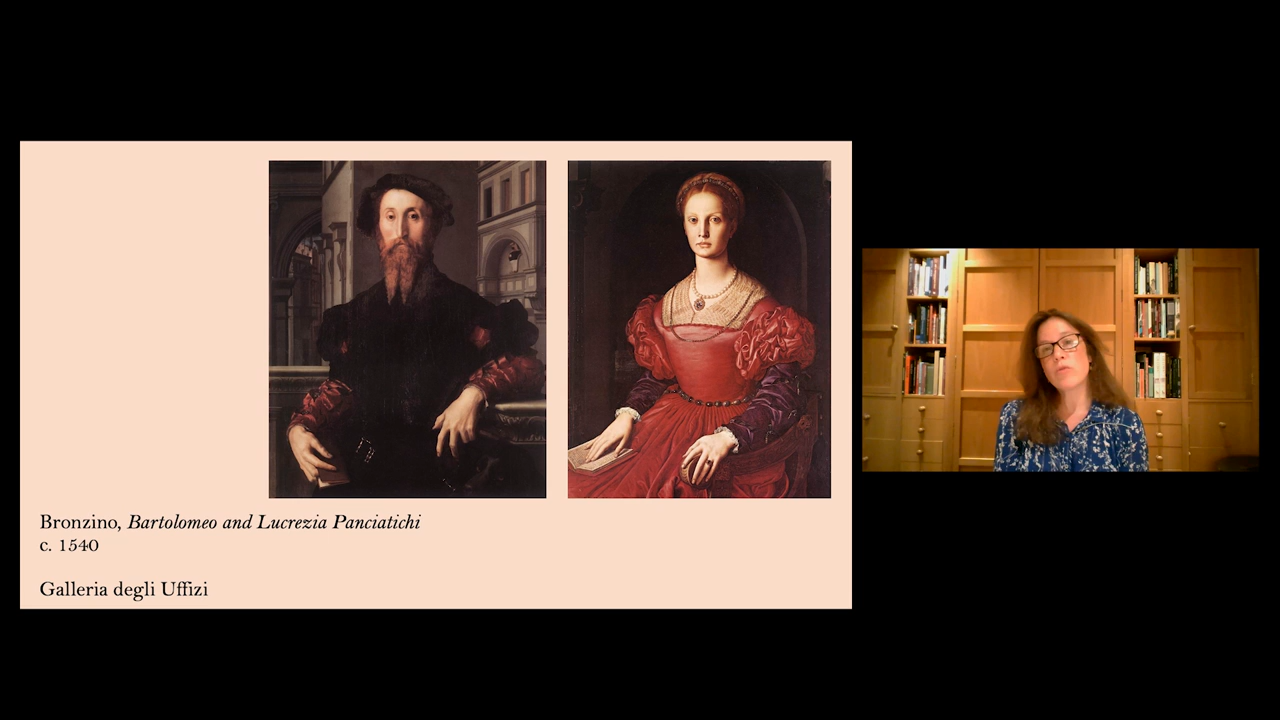 Bronzino, Bartolomeo and Lucrezia Panciatichi
c. 1540
Galleria degli Uffizi